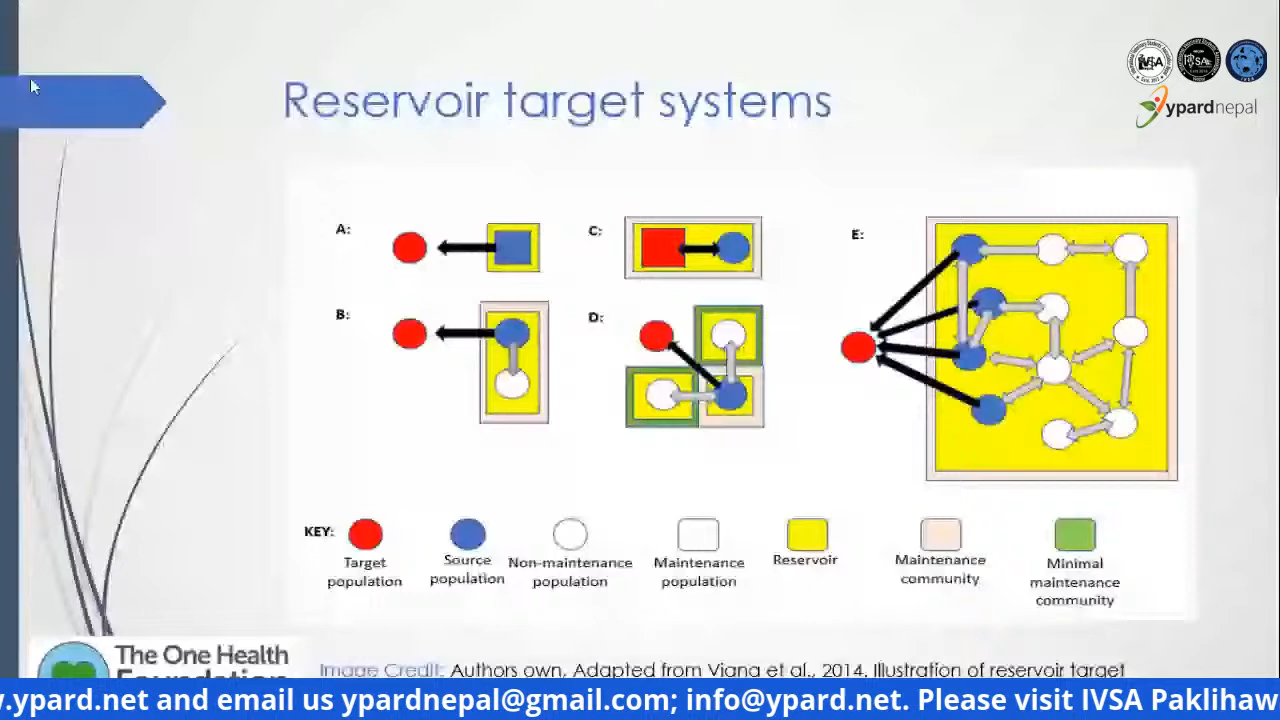 Reservoir target systems
IVSA
ypardnepal
A:
C:
E:
B:
D:
KEY:
Target
population
Source
population
Non-maintenance
population
Maintenance
population
Reservoir
Maintenance
community
Minimal
maintenance
community
The One Health
Foundation
Image Credit: Authors own. Adapted from Viana et al., 2014. Illustration of reservoir target
.ypard.net and email us ypardnepal@gmail.com; info@ypard.net. Please visit IVSA Paklihaw